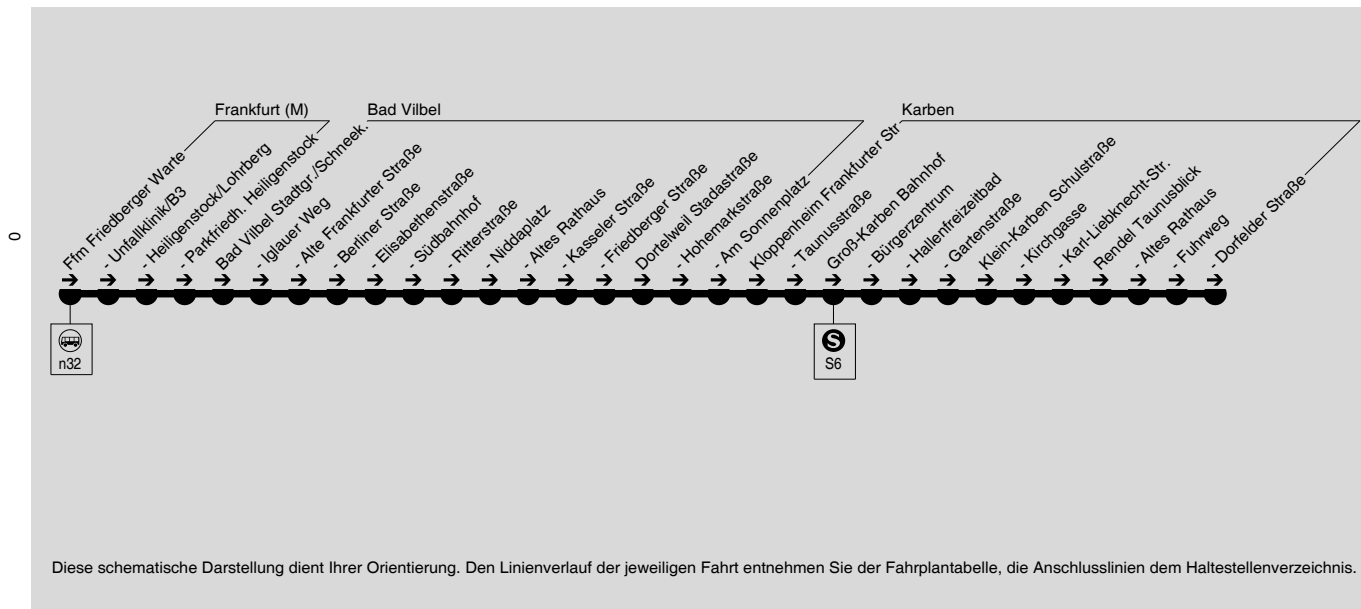 0
Frankfurt (M)
Bad Vilbel
Karben
Ffm Friedberger Warte
- Unfallklinik/B3
- Heiligenstock/Lohrberg
- Parkfriedh. Heiligenstock
Bad Vilbel Stadtgr./Schneek.
- Iglauer Weg
- Alte Frankfurter Straße
- Berliner Straße
- Elisabethenstraße
- Südbahnhof
- Ritterstraße
- Niddaplatz
- Altes Rathaus
- Kasseler Straße
- Friedberger Straße
Dortelweil Stadastraße
- Hohemarkstraße
- Am Sonnenplatz
Kloppenheim Frankfurter Str
- Taunusstraße
Groß-Karben Bahnhof
- Bürgerzentrum
- Hallenfreizeitbad
- Gartenstraße
Klein-Karben Schulstraße
- Kirchgasse
- Karl-Liebknecht-Str.
Rendel Taunusblick
- Altes Rathaus
- Fuhrweg
- Dorfelder Straße
n32
S
S6
Diese schematische Darstellung dient Ihrer Orientierung. Den Linienverlauf der jeweiligen Fahrt entnehmen Sie der Fahrplantabelle, die Anschlusslinien dem Haltestellenverzeichnis.